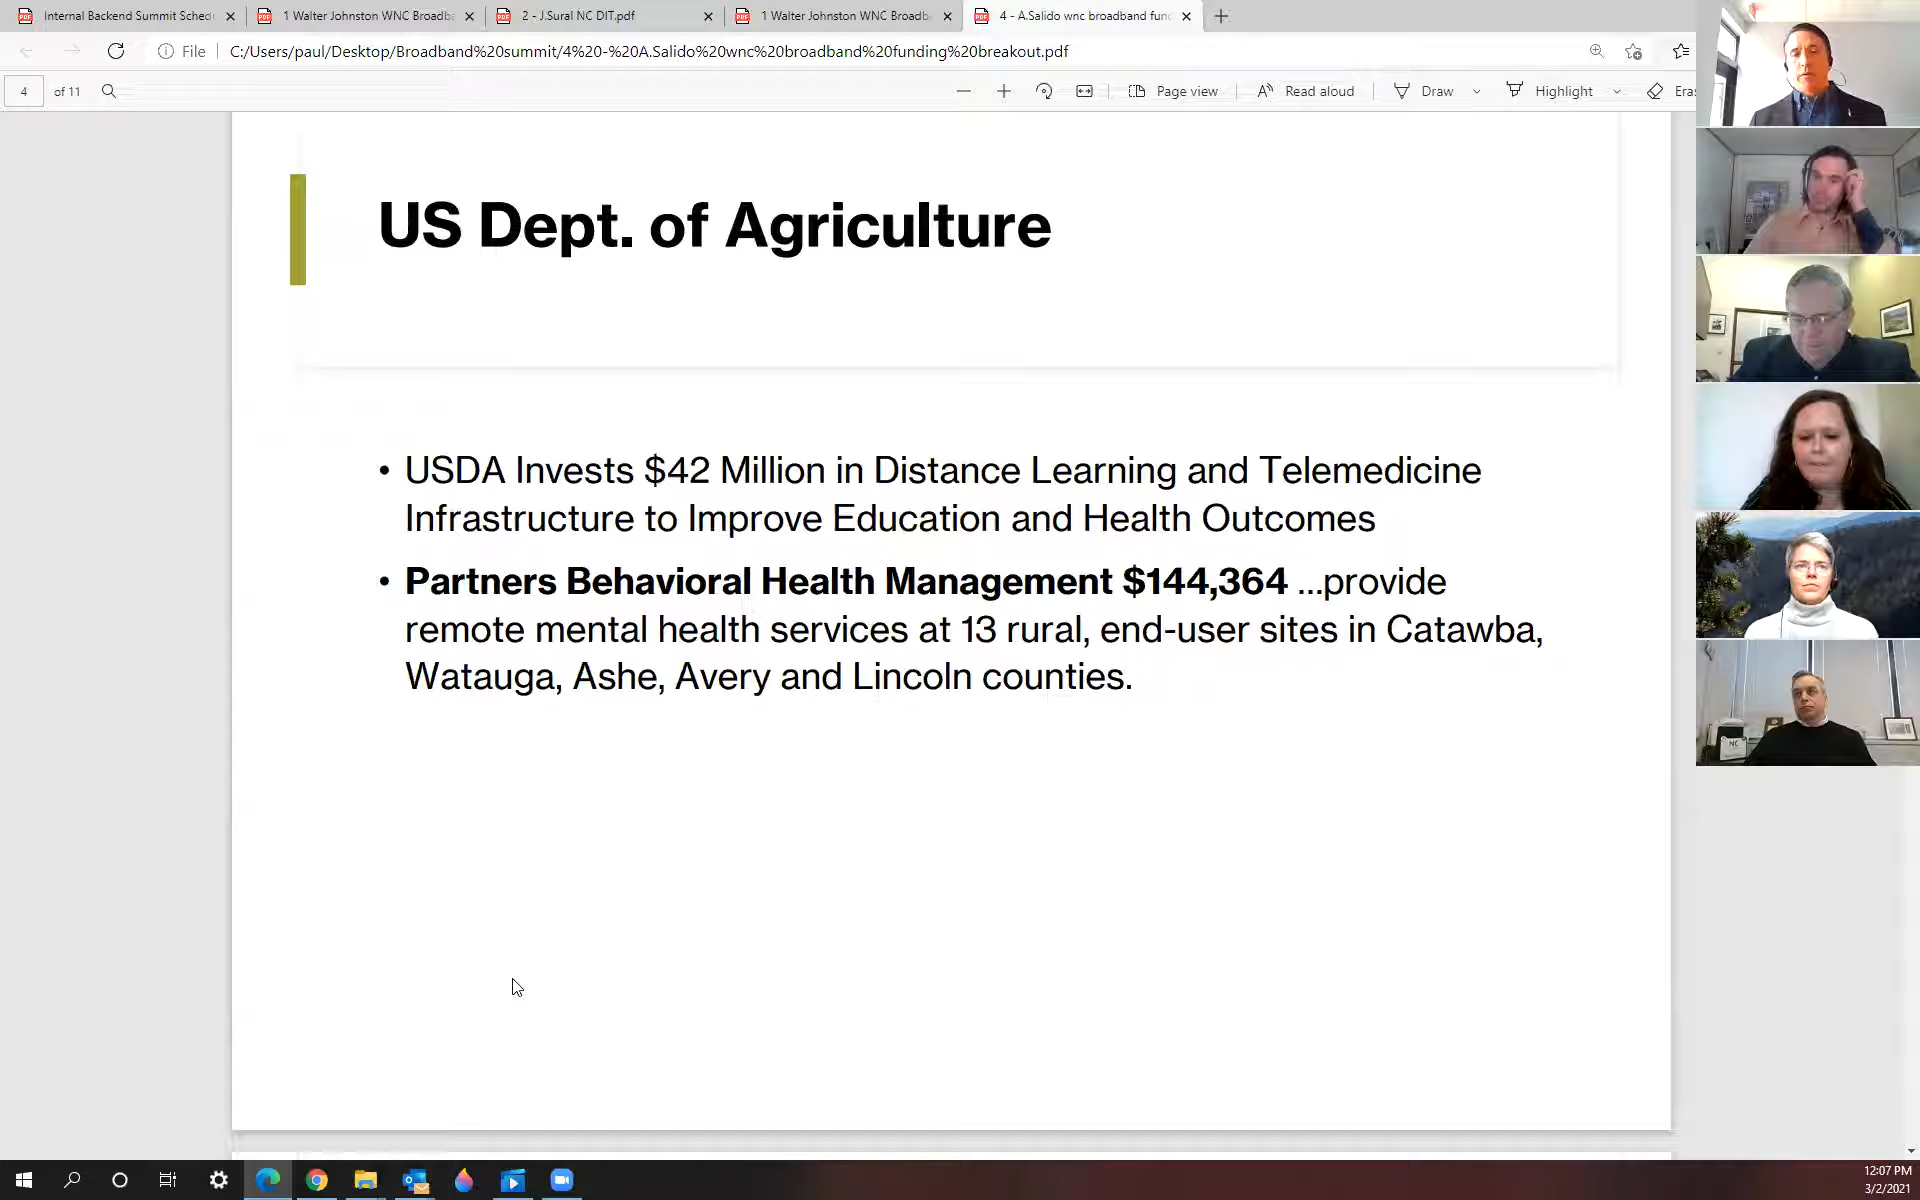 Internal Backend Summit Sched
1 Walter Johnston WNC Broadba
2 - J.Sural NC DIT.pdf
1 Walter Johnston WNC Broadb
4 - A.Salido wnc broadband fun
File
C:/Users/paul/Desktop/Broadband%20summit/4%20-%20A.Salido%20wnc%20broadband%20funding%20breakout.pdf
4 of 11
Page view
Read aloud
Draw
Highlight
Eras
US Dept. of Agriculture
• USDA Invests $42 Million in Distance Learning and Telemedicine
Infrastructure to Improve Education and Health Outcomes
• Partners Behavioral Health Management $144,364 ...provide
remote mental health services at 13 rural, end-user sites in Catawba,
Watauga, Ashe, Avery and Lincoln counties.
NC
12:07 PM
3/2/2021